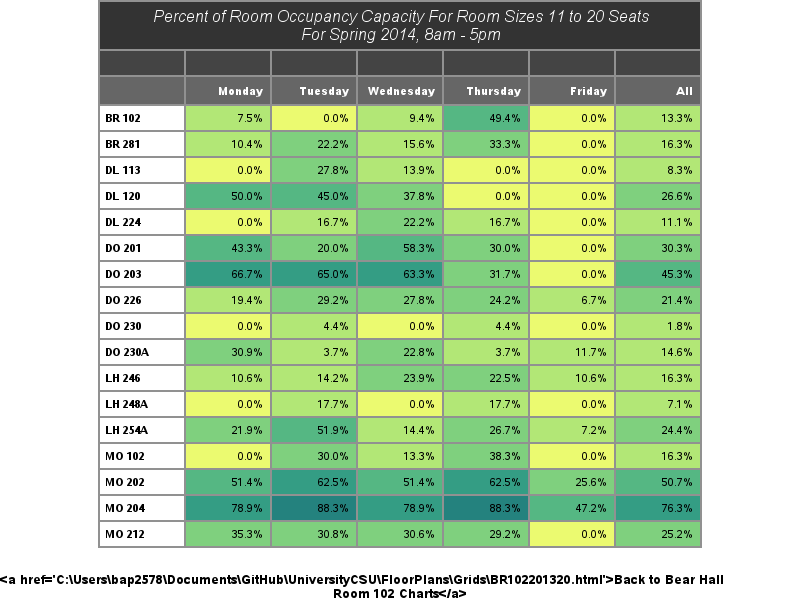 Percent of Room Occupancy Capacity For Room Sizes 11 to 20 Seats
For Spring 2014, 8am - 5pm
Monday Tuesday Wednesday Thursday Friday All
BR 102 7.5% 0.0% 9.4% 49.4% 0.0% 13.3%
BR 281 10.4% 22.2% 15.6% 33.3% 0.0% 16.3%
DL 113 0.0% 27.8% 13.9% 0.0% 0.0% 8.3%
DL 120 50.0% 45.0% 37.8% 0.0% 0.0% 26.6%
DL 224 0.0% 16.7% 22.2% 16.7% 0.0% 11.1%
DO 201 43.3% 20.0% 58.3% 30.0% 0.0% 30.3%
DO 203 66.7% 65.0% 63.3% 31.7% 0.0% 45.3%
DO 226 19.4% 29.2% 27.8% 24.2% 6.7% 21.4%
DO 230 0.0% 4.4% 0.0% 4.4% 0.0% 1.8%
DO 230A 30.9% 3.7% 22.8% 3.7% 11.7% 14.6%
LH 246 10.6% 14.2% 23.9% 22.5% 10.6% 16.3%
LH 248A 0.0% 17.7% 0.0% 17.7% 0.0% 7.1%
LH 254A 21.9% 51.9% 14.4% 26.7% 7.2% 24.4%
MO 102 0.0% 30.0% 13.3% 38.3% 0.0% 16.3%
MO 202 51.4% 62.5% 51.4% 62.5% 25.6% 50.7%
MO 204 78.9% 88.3% 78.9% 88.3% 47.2% 76.3%
MO 212 35.3% 30.8% 30.6% 29.2% 0.0% 25.2%
<a href='C:\Users\bap2578\Documents\GitHub\UniversityCSU\FloorPlans\Grids\BR102201320.html'>Back to Bear Hall
Room 102 Charts</a>